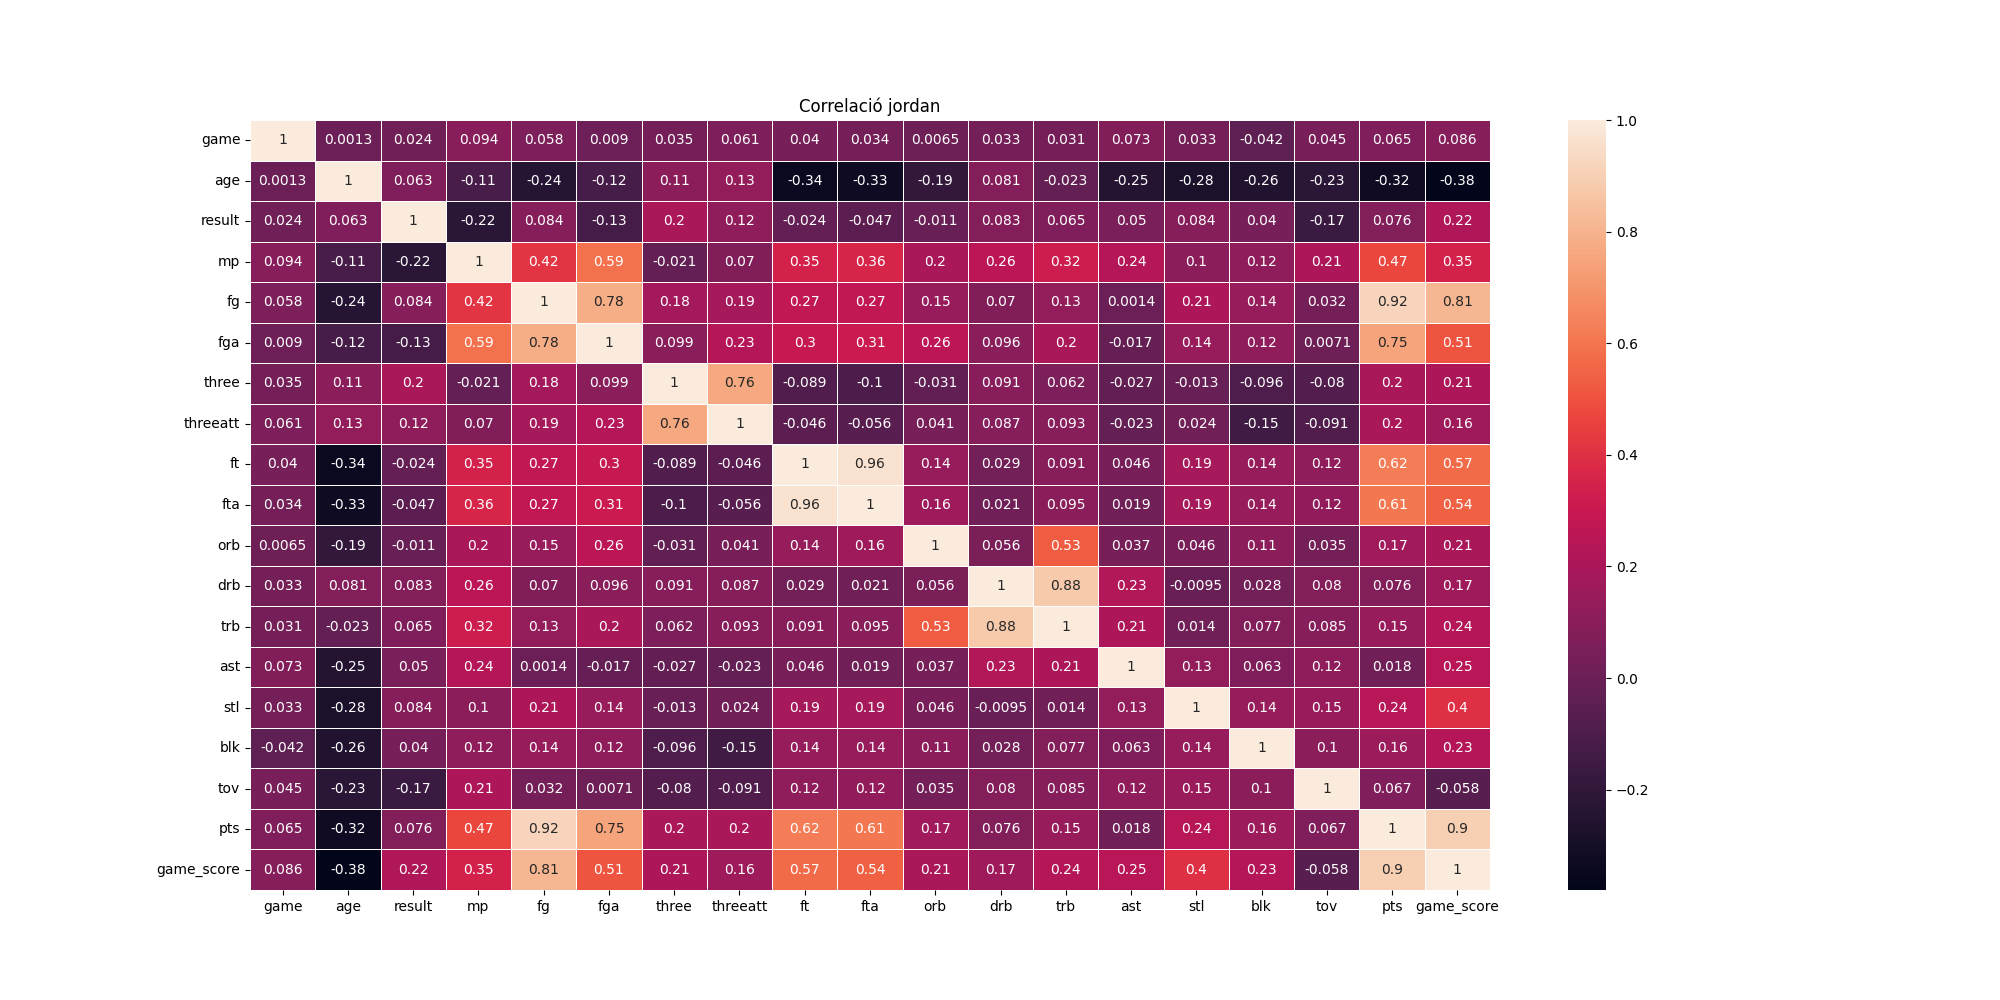 Correlació jordan
game 1 0.0013 0.024 0.094 0.058 0.009 0.035 0.061 0.04 0.034 0.0065 0.033 0.031 0.073 0.033 -0.042 0.045 0.065 0.086
age 0.0013 1 0.063 -0.11 -0.24 -0.12 0.11 0.13 -0.34 -0.33 -0.19 0.081 -0.023 -0.25 -0.28 -0.26 -0.23 -0.32 -0.38
result 0.024 0.063 1 -0.22 0.084 -0.13 0.2 0.12 -0.024 -0.047 -0.011 0.083 0.065 0.05 0.084 0.04 -0.17 0.076 0.22
mp 0.094 -0.11 -0.22 1 0.42 0.59 -0.021 0.07 0.35 0.36 0.2 0.26 0.32 0.24 0.1 0.12 0.21 0.47 0.35
fg 0.058 -0.24 0.084 0.42 1 0.78 0.18 0.19 0.27 0.27 0.15 0.07 0.13 0.0014 0.21 0.14 0.032 0.92 0.81
fga 0.009 -0.12 -0.13 0.59 0.78 1 0.099 0.23 0.3 0.31 0.26 0.096 0.2 -0.017 0.14 0.12 0.0071 0.75 0.51
three 0.035 0.11 0.2 -0.021 0.18 0.099 1 0.76 -0.089 -0.1 -0.031 0.091 0.062 -0.027 -0.013 -0.096 -0.08 0.2 0.21
threeatt 0.061 0.13 0.12 0.07 0.19 0.23 0.76 1 -0.046 -0.056 0.041 0.087 0.093 -0.023 0.024 -0.15 -0.091 0.2 0.16
ft 0.04 -0.34 -0.024 0.35 0.27 0.3 -0.089 -0.046 1 0.96 0.14 0.029 0.091 0.046 0.19 0.14 0.12 0.62 0.57
fta 0.034 -0.33 -0.047 0.36 0.27 0.31 -0.1 -0.056 0.96 1 0.16 0.021 0.095 0.019 0.19 0.14 0.12 0.61 0.54
orb 0.0065 -0.19 -0.011 0.2 0.15 0.26 -0.031 0.041 0.14 0.16 1 0.056 0.53 0.037 0.046 0.11 0.035 0.17 0.21
drb 0.033 0.081 0.083 0.26 0.07 0.096 0.091 0.087 0.029 0.021 0.056 1 0.88 0.23 -0.0095 0.028 0.08 0.076 0.17
trb 0.031 -0.023 0.065 0.32 0.13 0.2 0.062 0.093 0.091 0.095 0.53 0.88 1 0.21 0.014 0.077 0.085 0.15 0.24
ast 0.073 -0.25 0.05 0.24 0.0014 -0.017 -0.027 -0.023 0.046 0.019 0.037 0.23 0.21 1 0.13 0.063 0.12 0.018 0.25
stl 0.033 -0.28 0.084 0.1 0.21 0.14 -0.013 0.024 0.19 0.19 0.046 -0.0095 0.014 0.13 1 0.14 0.15 0.24 0.4
blk -0.042 -0.26 0.04 0.12 0.14 0.12 -0.096 -0.15 0.14 0.14 0.11 0.028 0.077 0.063 0.14 1 0.1 0.16 0.23
tov 0.045 -0.23 -0.17 0.21 0.032 0.0071 -0.08 -0.091 0.12 0.12 0.035 0.08 0.085 0.12 0.15 0.1 1 0.067 -0.058
pts 0.065 -0.32 0.076 0.47 0.92 0.75 0.2 0.2 0.62 0.61 0.17 0.076 0.15 0.018 0.24 0.16 0.067 1 0.9
game_score 0.086 -0.38 0.22 0.35 0.81 0.51 0.21 0.16 0.57 0.54 0.21 0.17 0.24 0.25 0.4 0.23 -0.058 0.9 1
game age result mp fg fga three threeatt ft fta orb drb trb ast stl blk tov pts game_score
1.0
0.8
0.6
0.4
0.2
0.0
−0.2